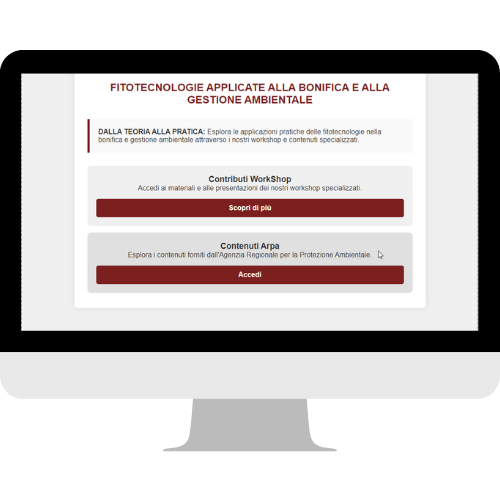 FITOTECNOLOGIE APPLICATE ALLA BONIFICA E ALLA
GESTIONE AMBIENTALE
DALLA TEORIA ALLA PRATICA: Esplora le applicazioni pratiche delle fitotecnologie nella
bonifica e gestione ambientale attraverso i nostri workshop e contenuti specializzati.
Contributi WorkShop
Accedi ai materiali e alle presentazioni dei nostri workshop specializzati.
Scopri di più
Contenuti Arpa
Esplora i contenuti forniti dall'Agenzia Regionale per la Protezione Ambientale.
Accedi